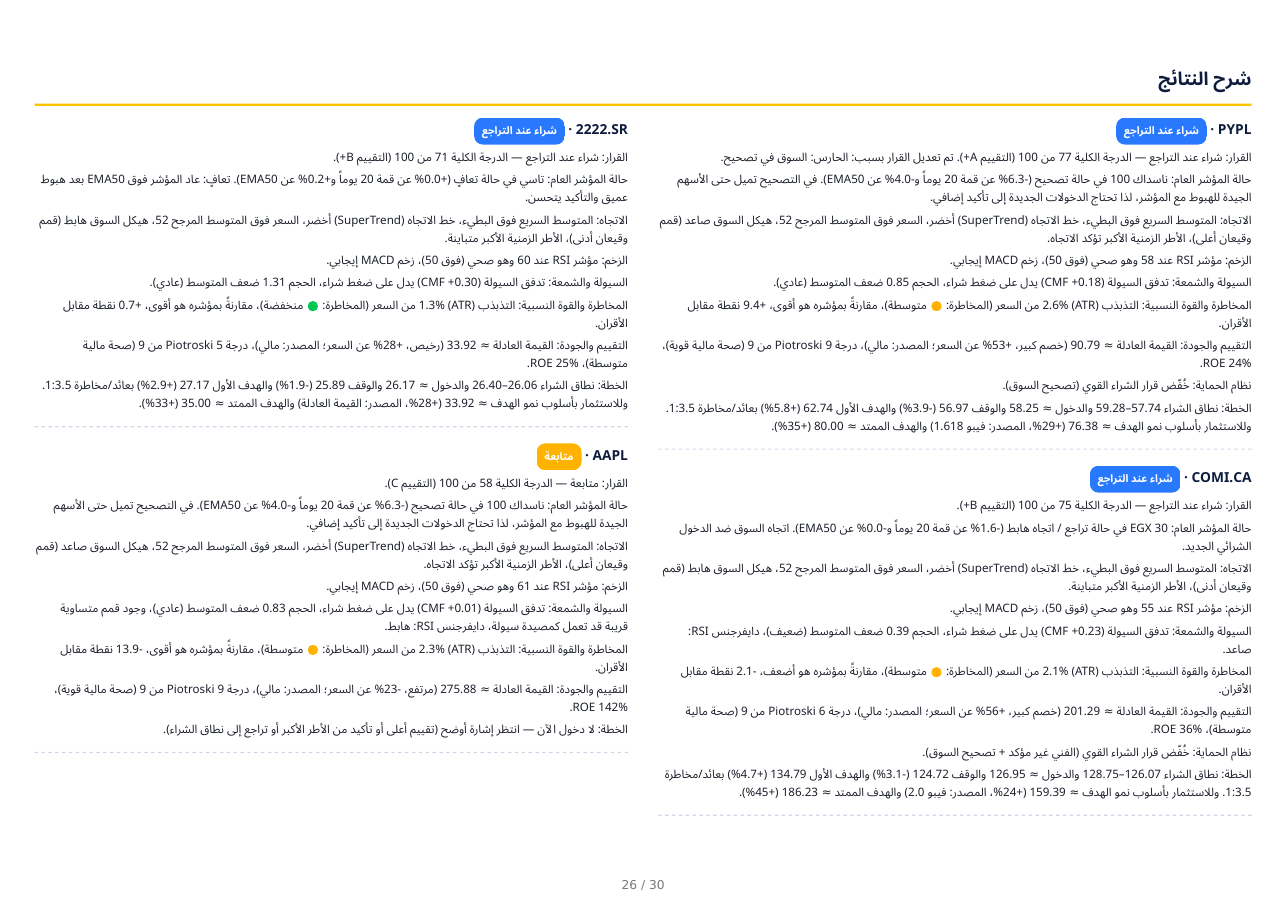 شرح النتائج
PYPL · شراء عند التراجع
القرار: شراء عند التراجع — الدرجة الكلية 77 من 100 (التقييم A+). تم تعديل القرار بسبب: الحارس: السوق في تصحيح.
حالة المؤشر العام: ناسداك 100 في حالة تصحيح (-6.3% عن قمة 20 يوماً و-4.0% عن EMA50). في التصحيح تميل حتى الأسهم
الجيدة للهبوط مع المؤشر، لذا تحتاج الدخولات الجديدة إلى تأكيد إضافي.
الاتجاه: المتوسط السريع فوق البطيء، خط الاتجاه (SuperTrend) أخضر، السعر فوق المتوسط المرجح 52، هيكل السوق صاعد (قمم
وقيعان أعلى)، الأطر الزمنية الأكبر تؤكد الاتجاه.
الزخم: مؤشر RSI عند 58 وهو صحي (فوق 50)، زخم MACD إيجابي.
السيولة والشمعة: تدفق السيولة (CMF +0.18) يدل على ضغط شراء، الحجم 0.85 ضعف المتوسط (عادي).
المخاطرة والقوة النسبية: التذبذب (ATR) 2.6% من السعر (المخاطرة: 🟡 متوسطة)، مقارنةً بمؤشره هو أقوى، +9.4 نقطة مقابل
الأقران.
التقييم والجودة: القيمة العادلة ≈ 90.79 (خصم كبير، +53% عن السعر؛ المصدر: مالي)، درجة Piotroski 9 من 9 (صحة مالية قوية)،
ROE 24%.
نظام الحماية: خُفّض قرار الشراء القوي (تصحيح السوق).
الخطة: نطاق الشراء 57.74–59.28 والدخول ≈ 58.25 والوقف 56.97 (-3.9%) والهدف الأول 62.74 (+5.8%) بعائد/مخاطرة 1:3.5.
وللاستثمار بأسلوب نمو الهدف ≈ 76.38 (+29%، المصدر: فيبو 1.618) والهدف الممتد ≈ 80.00 (+35%).
COMI.CA · شراء عند التراجع
القرار: شراء عند التراجع — الدرجة الكلية 75 من 100 (التقييم B+).
حالة المؤشر العام: EGX 30 في حالة تراجع / اتجاه هابط (-1.6% عن قمة 20 يوماً و-0.0% عن EMA50). اتجاه السوق ضد الدخول
الشرائي الجديد.
الاتجاه: المتوسط السريع فوق البطيء، خط الاتجاه (SuperTrend) أخضر، السعر فوق المتوسط المرجح 52، هيكل السوق هابط (قمم
وقيعان أدنى)، الأطر الزمنية الأكبر متباينة.
الزخم: مؤشر RSI عند 55 وهو صحي (فوق 50)، زخم MACD إيجابي.
السيولة والشمعة: تدفق السيولة (CMF +0.23) يدل على ضغط شراء، الحجم 0.39 ضعف المتوسط (ضعيف)، دايفرجنس RSI:
صاعد.
المخاطرة والقوة النسبية: التذبذب (ATR) 2.1% من السعر (المخاطرة: 🟡 متوسطة)، مقارنةً بمؤشره هو أضعف، -2.1 نقطة مقابل
الأقران.
التقييم والجودة: القيمة العادلة ≈ 201.29 (خصم كبير، +56% عن السعر؛ المصدر: مالي)، درجة Piotroski 6 من 9 (صحة مالية
متوسطة)، ROE 36%.
نظام الحماية: خُفّض قرار الشراء القوي (الفني غير مؤكد + تصحيح السوق).
الخطة: نطاق الشراء 126.07–128.75 والدخول ≈ 126.95 والوقف 124.72 (-3.1%) والهدف الأول 134.79 (+4.7%) بعائد/مخاطرة
1:3.5. وللاستثمار بأسلوب نمو الهدف ≈ 159.39 (+24%، المصدر: فيبو 2.0) والهدف الممتد ≈ 186.23 (+45%).
2222.SR · شراء عند التراجع
القرار: شراء عند التراجع — الدرجة الكلية 71 من 100 (التقييم B+).
حالة المؤشر العام: تاسي في حالة تعافٍ (+0.0% عن قمة 20 يوماً و+0.2% عن EMA50). تعافٍ: عاد المؤشر فوق EMA50 بعد هبوط
عميق والتأكيد يتحسن.
الاتجاه: المتوسط السريع فوق البطيء، خط الاتجاه (SuperTrend) أخضر، السعر فوق المتوسط المرجح 52، هيكل السوق هابط (قمم
وقيعان أدنى)، الأطر الزمنية الأكبر متباينة.
الزخم: مؤشر RSI عند 60 وهو صحي (فوق 50)، زخم MACD إيجابي.
السيولة والشمعة: تدفق السيولة (CMF +0.30) يدل على ضغط شراء، الحجم 1.31 ضعف المتوسط (عادي).
المخاطرة والقوة النسبية: التذبذب (ATR) 1.3% من السعر (المخاطرة: 🟢 منخفضة)، مقارنةً بمؤشره هو أقوى، +0.7 نقطة مقابل
الأقران.
التقييم والجودة: القيمة العادلة ≈ 33.92 (رخيص، +28% عن السعر؛ المصدر: مالي)، درجة Piotroski 5 من 9 (صحة مالية
متوسطة)، ROE 25%.
الخطة: نطاق الشراء 26.06–26.40 والدخول ≈ 26.17 والوقف 25.89 (-1.9%) والهدف الأول 27.17 (+2.9%) بعائد/مخاطرة 1:3.5.
وللاستثمار بأسلوب نمو الهدف ≈ 33.92 (+28%، المصدر: القيمة العادلة) والهدف الممتد ≈ 35.00 (+33%).
AAPL · متابعة
القرار: متابعة — الدرجة الكلية 58 من 100 (التقييم C).
حالة المؤشر العام: ناسداك 100 في حالة تصحيح (-6.3% عن قمة 20 يوماً و-4.0% عن EMA50). في التصحيح تميل حتى الأسهم
الجيدة للهبوط مع المؤشر، لذا تحتاج الدخولات الجديدة إلى تأكيد إضافي.
الاتجاه: المتوسط السريع فوق البطيء، خط الاتجاه (SuperTrend) أخضر، السعر فوق المتوسط المرجح 52، هيكل السوق صاعد (قمم
وقيعان أعلى)، الأطر الزمنية الأكبر تؤكد الاتجاه.
الزخم: مؤشر RSI عند 61 وهو صحي (فوق 50)، زخم MACD إيجابي.
السيولة والشمعة: تدفق السيولة (CMF +0.01) يدل على ضغط شراء، الحجم 0.83 ضعف المتوسط (عادي)، وجود قمم متساوية
قريبة قد تعمل كمصيدة سيولة، دايفرجنس RSI: هابط.
المخاطرة والقوة النسبية: التذبذب (ATR) 2.3% من السعر (المخاطرة: 🟡 متوسطة)، مقارنةً بمؤشره هو أقوى، -13.9 نقطة مقابل
الأقران.
التقييم والجودة: القيمة العادلة ≈ 275.88 (مرتفع، -23% عن السعر؛ المصدر: مالي)، درجة Piotroski 9 من 9 (صحة مالية قوية)،
ROE 142%.
الخطة: لا دخول الآن — انتظر إشارة أوضح (تقييم أعلى أو تأكيد من الأطر الأكبر أو تراجع إلى نطاق الشراء).
26 / 30